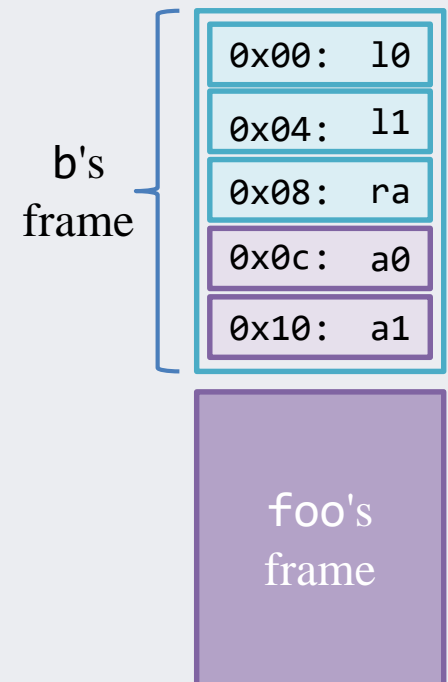 b's
frame
0x00: l0
0x04: l1
0x08: ra
0x0c: a0
0x10: a1
foo's
frame